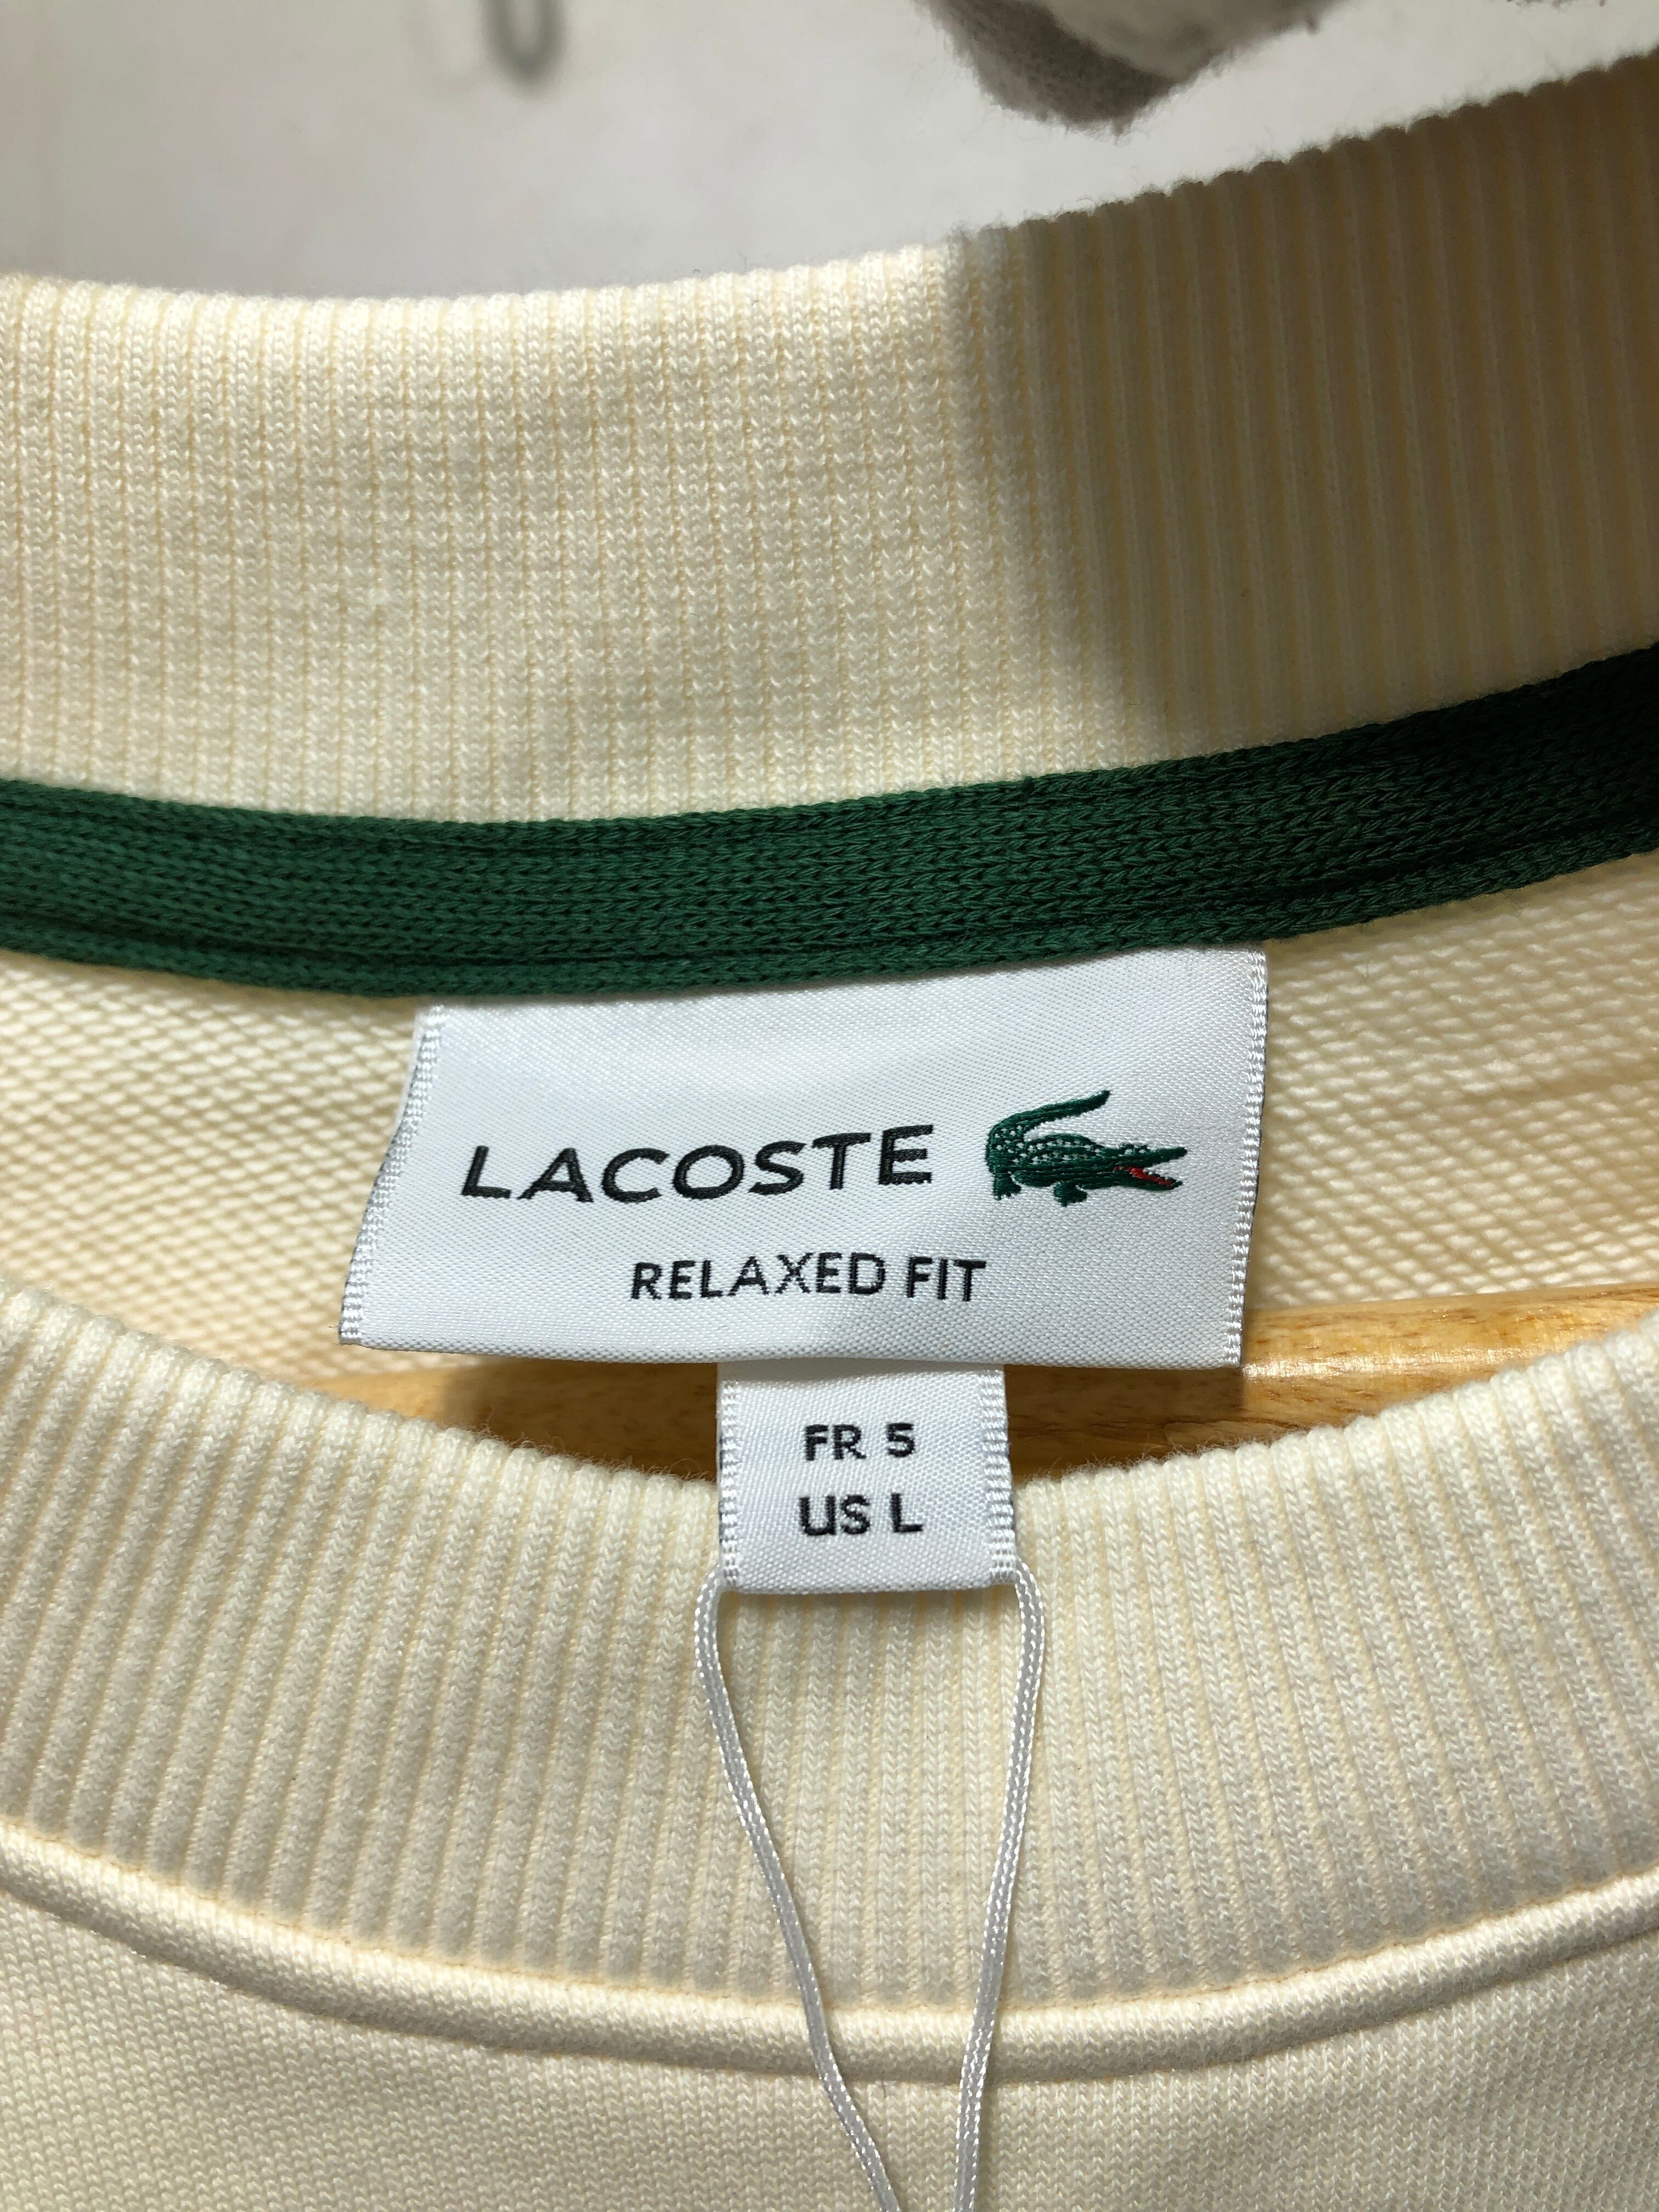 LACOSTE
RELAXED FIT
FR 5
US L